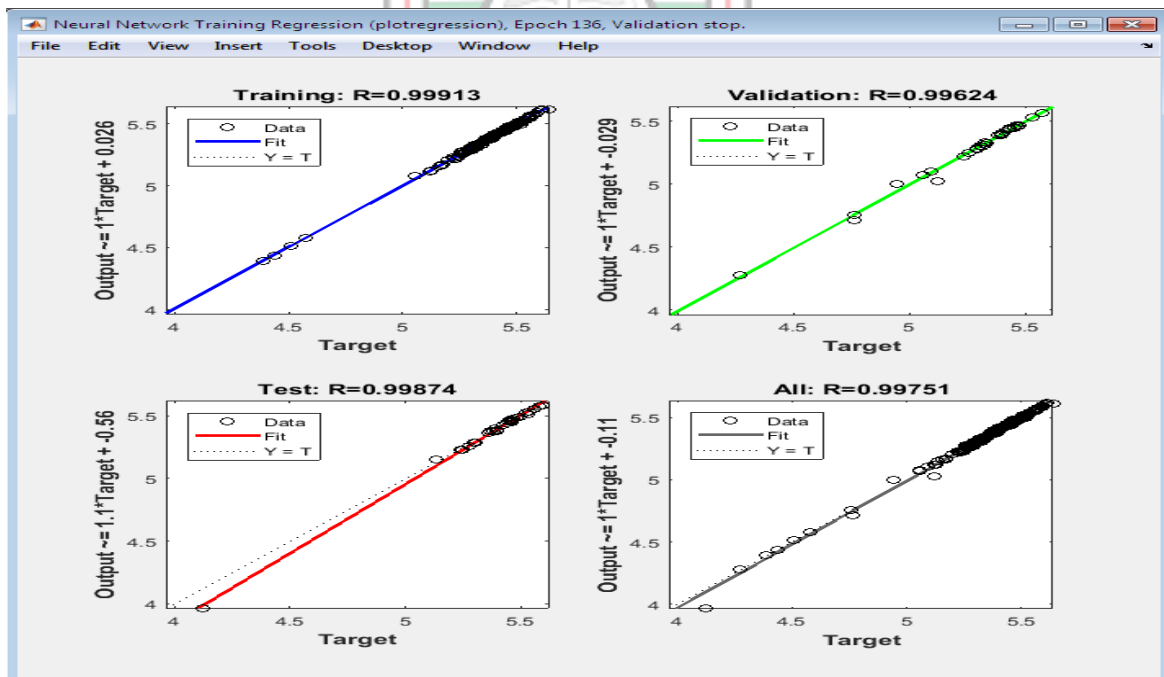 Neural Network Training Regression (plotregression), Epoch 136, Validation stop.
File Edit View Insert Tools Desktop Window Help
Training: R=0.99913
Output ~= 1*Target + 0.026
Data
Fit
Y = T
5.5
5
4.5
4
4 4.5 5 5.5
Target
Validation: R=0.99624
Output ~= 1*Target + -0.029
Data
Fit
Y = T
5.5
5
4.5
4
4 4.5 5 5.5
Target
Test: R=0.99874
Output ~= 1.1*Target + -0.56
Data
Fit
Y = T
5.5
5
4.5
4
4 4.5 5 5.5
Target
All: R=0.99751
Output ~= 1*Target + -0.11
Data
Fit
Y = T
5.5
5
4.5
4
4 4.5 5 5.5
Target